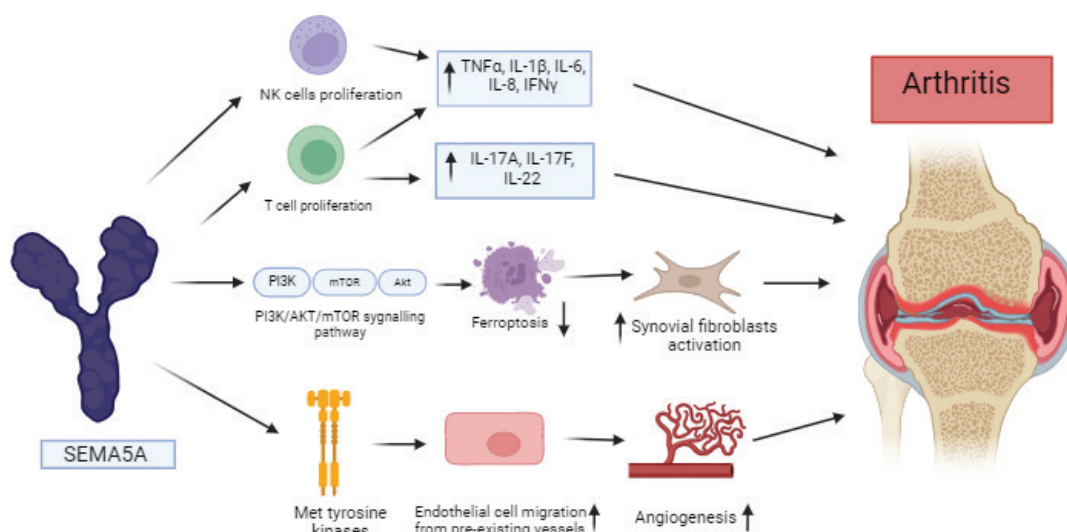 NK cells proliferation
TNFα, IL-1β, IL-6,
IL-8, IFNγ
Arthritis
T cell proliferation
IL-17A, IL-17F,
IL-22
PI3K
mTOR
Akt
PI3K/AKT/mTOR sygnalling
pathway
Ferroptosis
Synovial fibroblasts
activation
SEMA5A
Met tyrosine
kinases
Endothelial cell migration
from pre-existing vessels
Angiogenesis